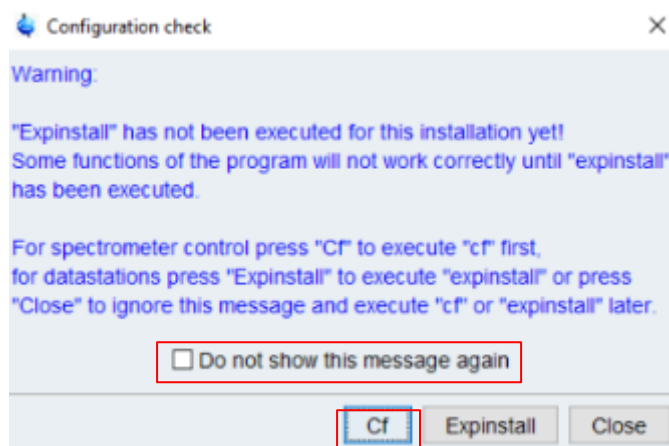 Configuration check
Warning:
"Expinstall" has not been executed for this installation yet!
Some functions of the program will not work correctly until "expinstall"
has been executed.
For spectrometer control press "Cf" to execute "cf" first,
for datastations press "Expinstall" to execute "expinstall" or press
"Close" to ignore this message and execute "cf" or "expinstall" later.
Do not show this message again
Cf Expinstall Close